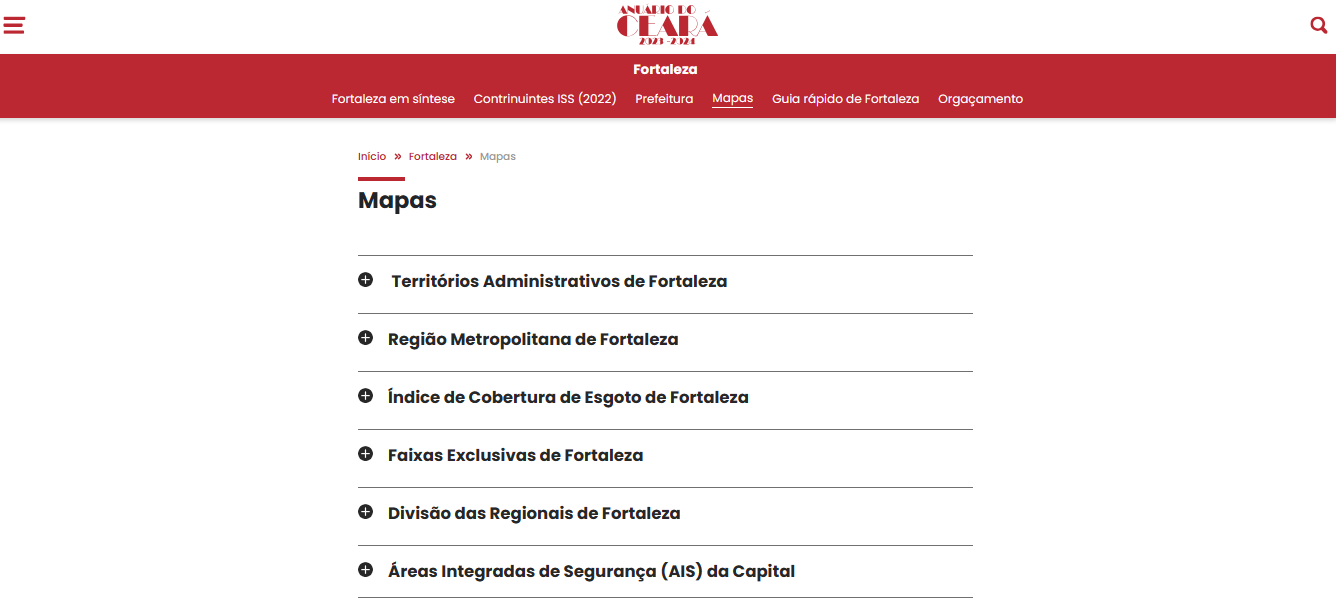 ANUÁRIO DO
CEARÁ
2023-2024
Fortaleza
Fortaleza em síntese Contrinuintes ISS (2022) Prefeitura Mapas Guia rápido de Fortaleza Orgaçamento
Início » Fortaleza » Mapas
Mapas
Territórios Administrativos de Fortaleza
Região Metropolitana de Fortaleza
Índice de Cobertura de Esgoto de Fortaleza
Faixas Exclusivas de Fortaleza
Divisão das Regionais de Fortaleza
Áreas Integradas de Segurança (AIS) da Capital